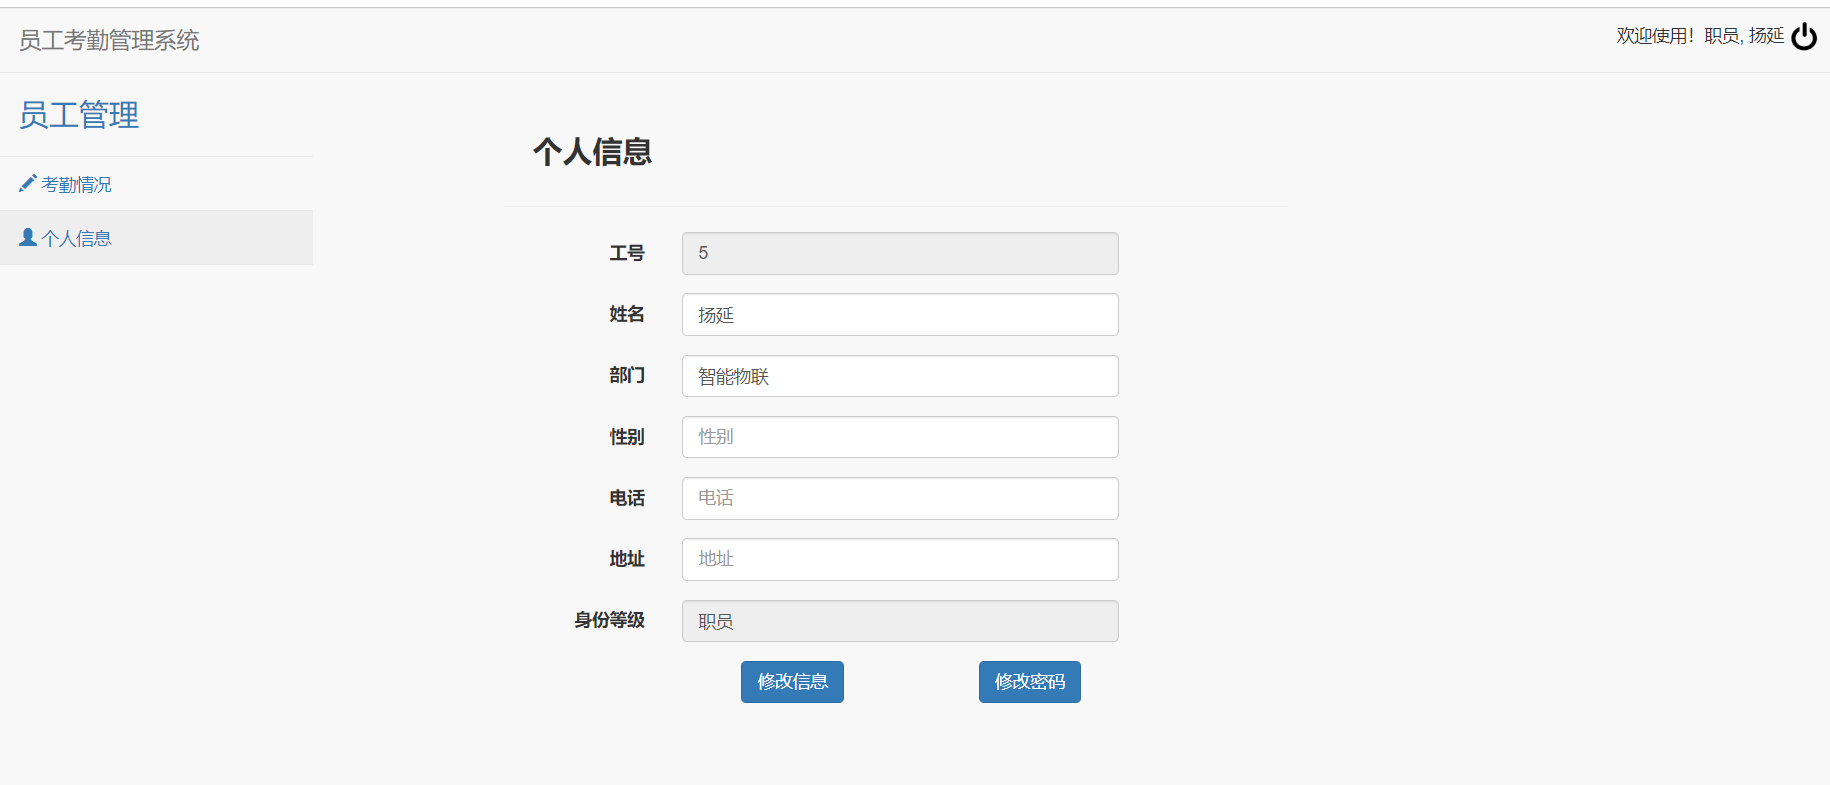 员工考勤管理系统
欢迎使用！职员, 扬延
员工管理
考勤情况
个人信息
个人信息
工号 5
姓名 扬延
部门 智能物联
性别 性别
电话 电话
地址 地址
身份等级 职员
修改信息 修改密码